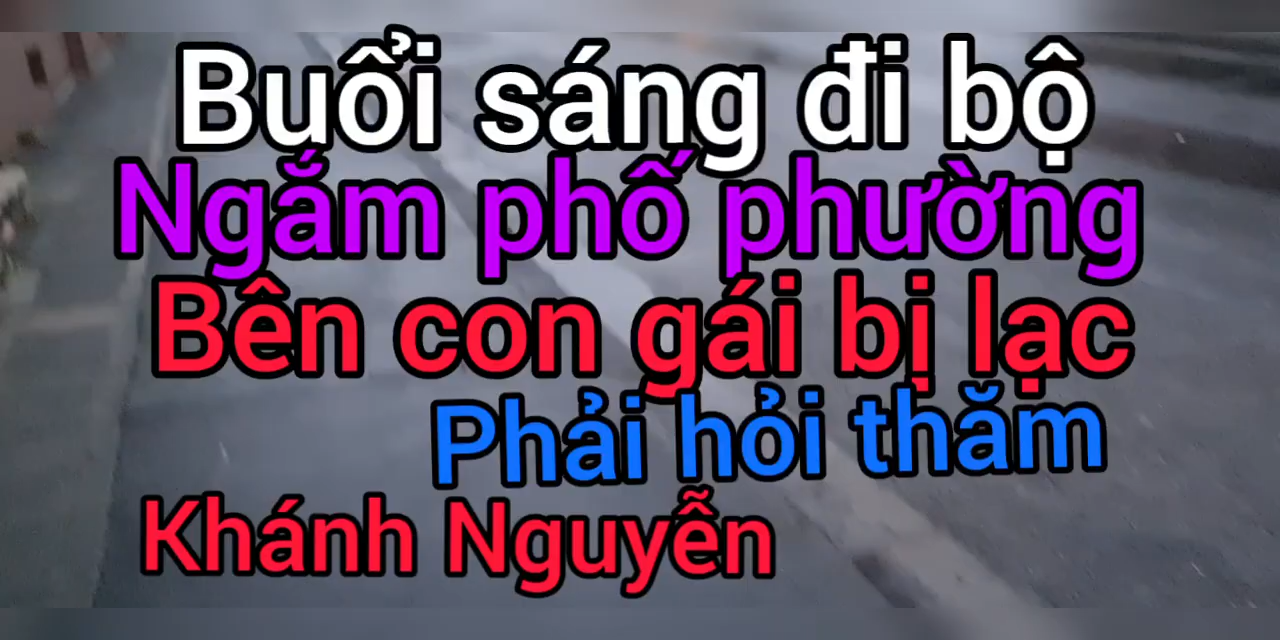 Buổi sáng đi bộ
Ngắm phố phường
Bên con gái bị lạc
Phải hỏi thăm
Khánh Nguyễn